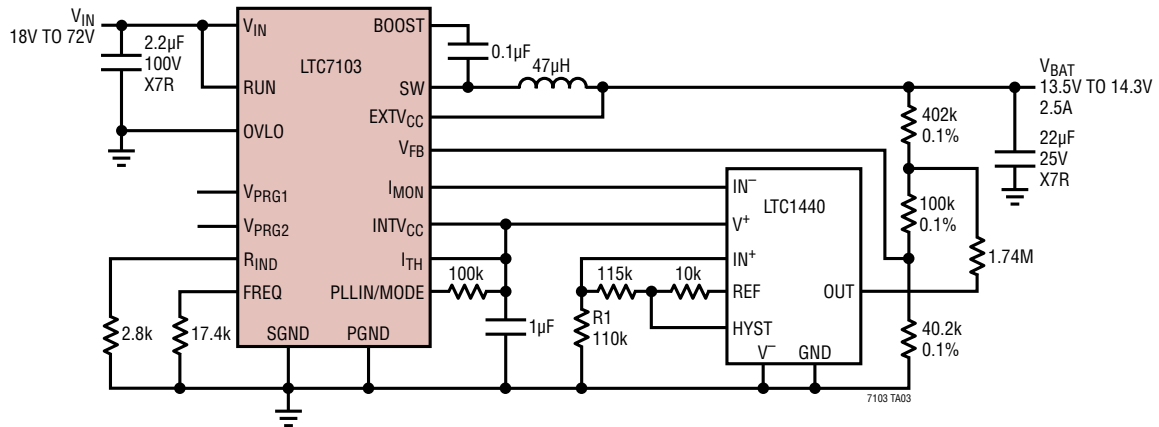 VIN
18V TO 72V
2.2µF
100V
X7R
VIN
RUN
OVLO
VPRG1
VPRG2
RIND
FREQ
SGND
PGND
LTC7103
BOOST
SW
EXTVCC
VFB
IMON
INTVCC
ITH
PLLIN/MODE
0.1µF
47µH
2.8k
17.4k
100k
1µF
115k
10k
R1
110k
IN–
V+
IN+
REF
HYST
V–
GND
LTC1440
OUT
402k
0.1%
100k
0.1%
1.74M
40.2k
0.1%
VBAT
13.5V TO 14.3V
2.5A
22µF
25V
X7R
7103 TA03